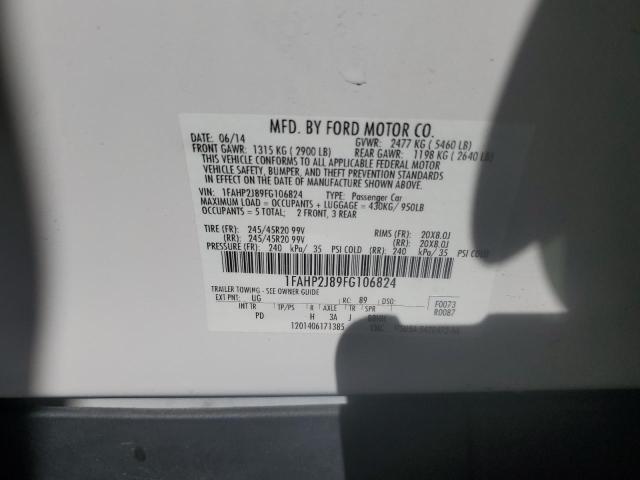 MFD. BY FORD MOTOR CO.
DATE: 06/14 GVWR: 2477 KG ( 5460 LB)
FRONT GAWR: 1315 KG ( 2900 LB) REAR GAWR: 1198 KG ( 2640 LB)
THIS VEHICLE CONFORMS TO ALL APPLICABLE FEDERAL MOTOR
VEHICLE SAFETY, BUMPER, AND THEFT PREVENTION STANDARDS
IN EFFECT ON THE DATE OF MANUFACTURE SHOWN ABOVE.
VIN: 1FAHP2J89FG106824 TYPE: Passenger Car
MAXIMUM LOAD = OCCUPANTS + LUGGAGE = 430KG/ 950LB
OCCUPANTS = 5 TOTAL; 2 FRONT, 3 REAR
TIRE (FR): 245/45R20 99V RIMS (FR): 20X8.0J
(RR): 245/45R20 99V (RR): 20X8.0J
PRESSURE (FR): 240 kPa/ 35 PSI COLD (RR): 240 kPa/ 35 PSI COLD
1FAHP2J89FG106824
TRAILER TOWING - SEE OWNER GUIDE
EXT PNT: UG RC: 89 DSO: F0073
INT TR TP/PS R AXLE TR SPR R0087
PD H 3A J
1201406171385